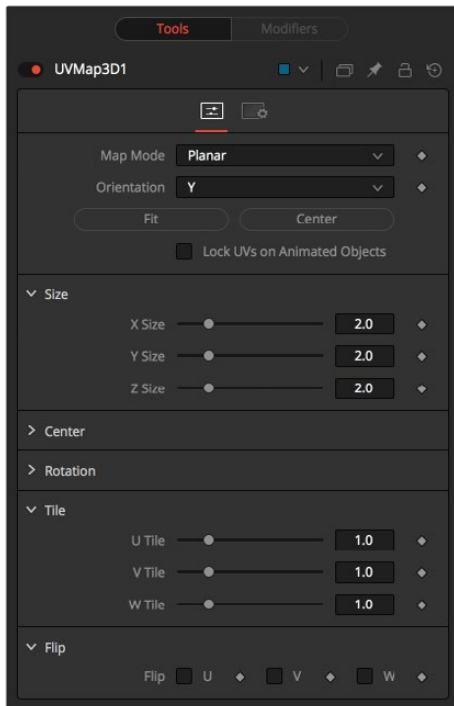 Tools Modifiers
UVMap3D1
Map Mode Planar
Orientation Y
Fit Center
Lock UVs on Animated Objects
Size
X Size 2.0
Y Size 2.0
Z Size 2.0
Center
Rotation
Tile
U Tile 1.0
V Tile 1.0
W Tile 1.0
Flip
Flip U V W